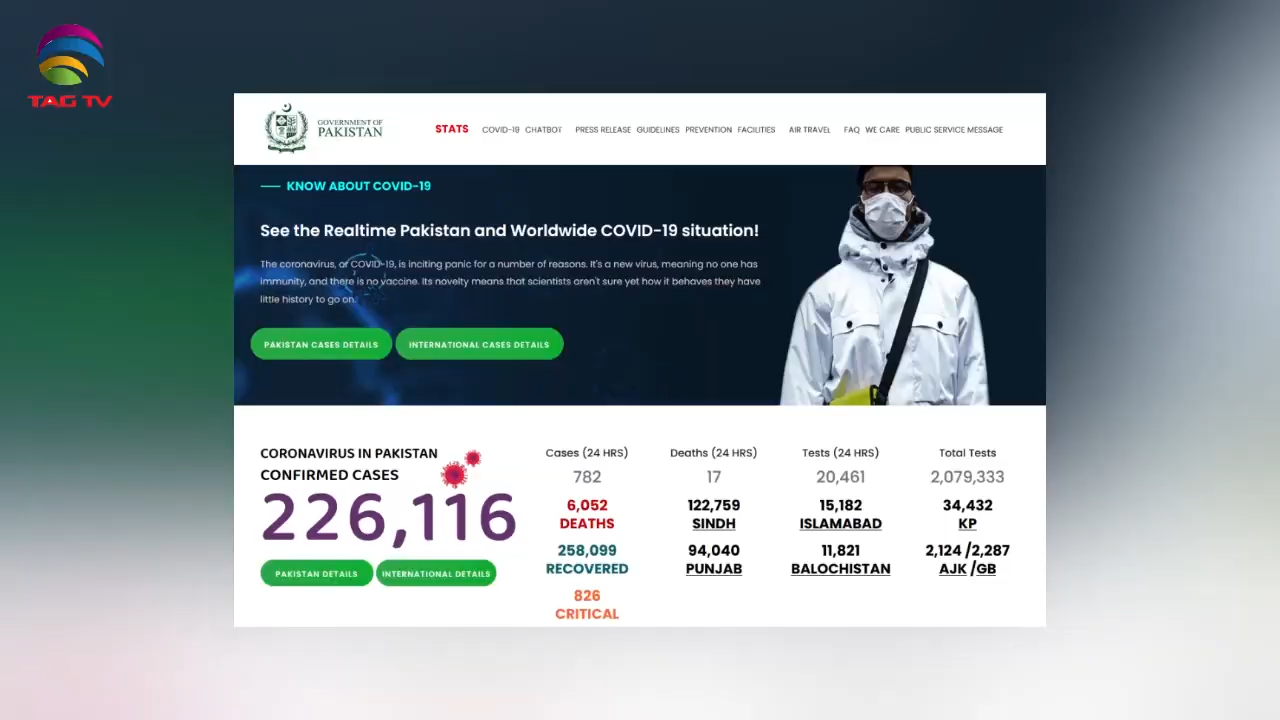 TAG TV
GOVERNMENT OF
PAKISTAN
STATS COVID-19 CHATBOT PRESS RELEASE GUIDELINES PREVENTION FACILITIES AIR TRAVEL FAQ WE CARE PUBLIC SERVICE MESSAGE
KNOW ABOUT COVID-19
See the Realtime Pakistan and Worldwide COVID-19 situation!
The coronavirus, or COVID-19, is inciting panic for a number of reasons. It's a new virus, meaning no one has
immunity, and there is no vaccine. Its novelty means that scientists aren't sure yet how it behaves they have
little history to go on.
PAKISTAN CASES DETAILS INTERNATIONAL CASES DETAILS
CORONAVIRUS IN PAKISTAN
CONFIRMED CASES
226,116
PAKISTAN DETAILS INTERNATIONAL DETAILS
Cases (24 HRS) Deaths (24 HRS) Tests (24 HRS) Total Tests
782 17 20,461 2,079,333
6,052 122,759 15,182 34,432
DEATHS SINDH ISLAMABAD KP
258,099 94,040 11,821 2,124 /2,287
RECOVERED PUNJAB BALOCHISTAN AJK /GB
826
CRITICAL